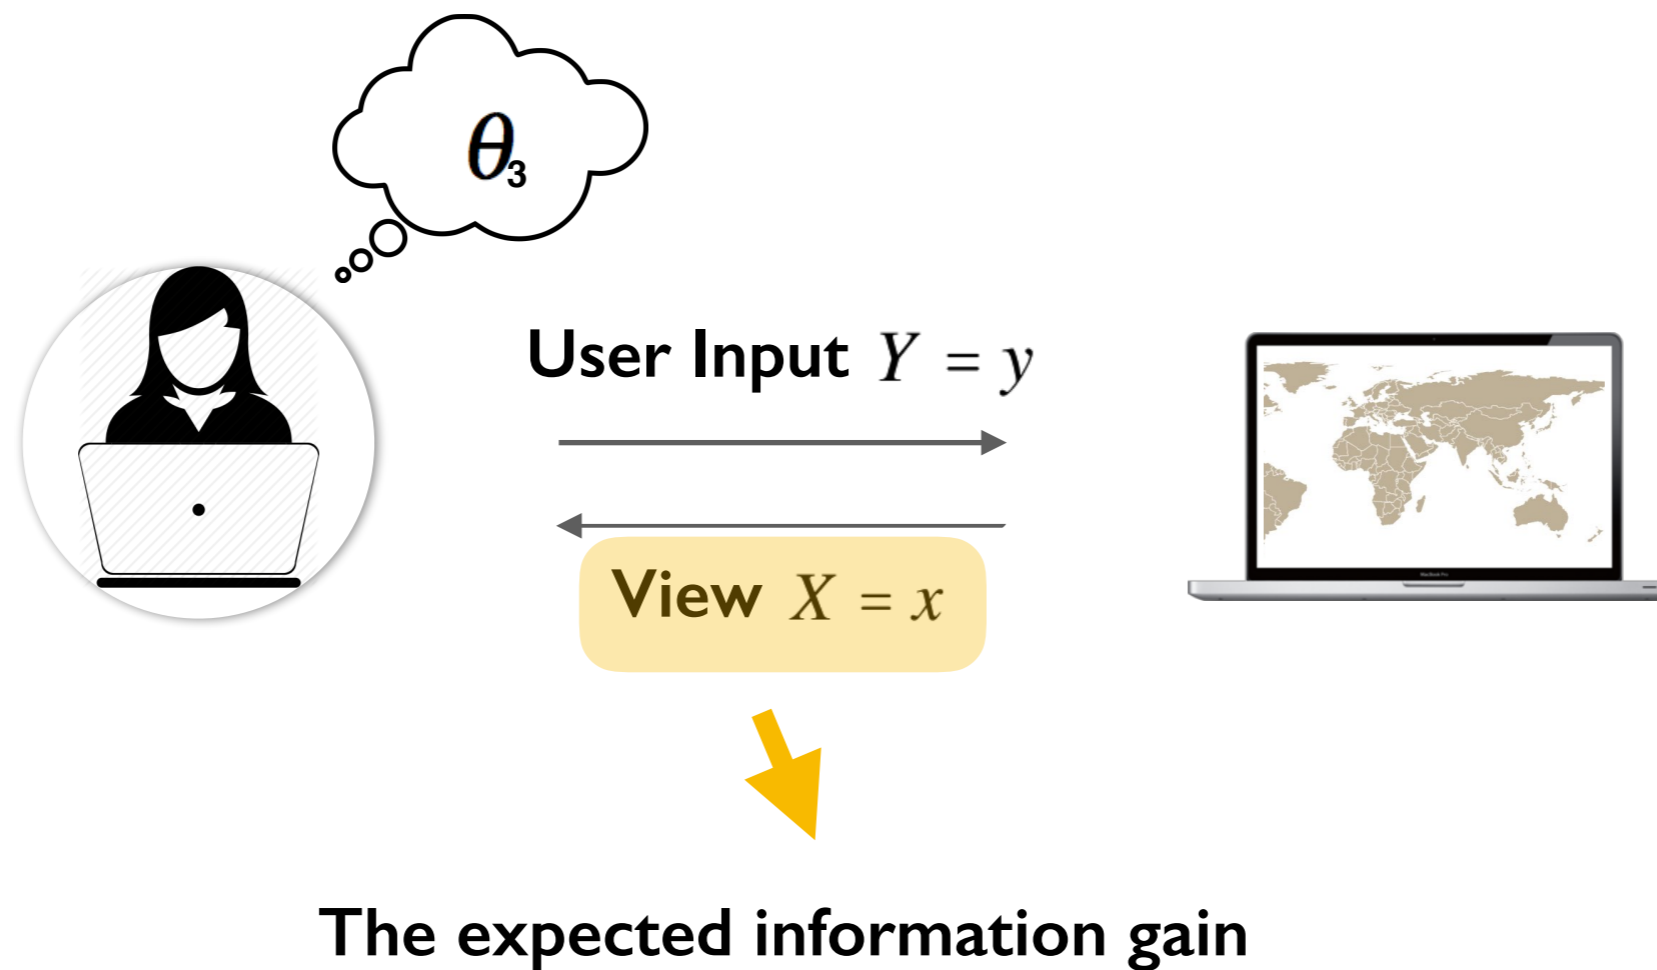 θ₃
User Input Y = y
View X = x
The expected information gain